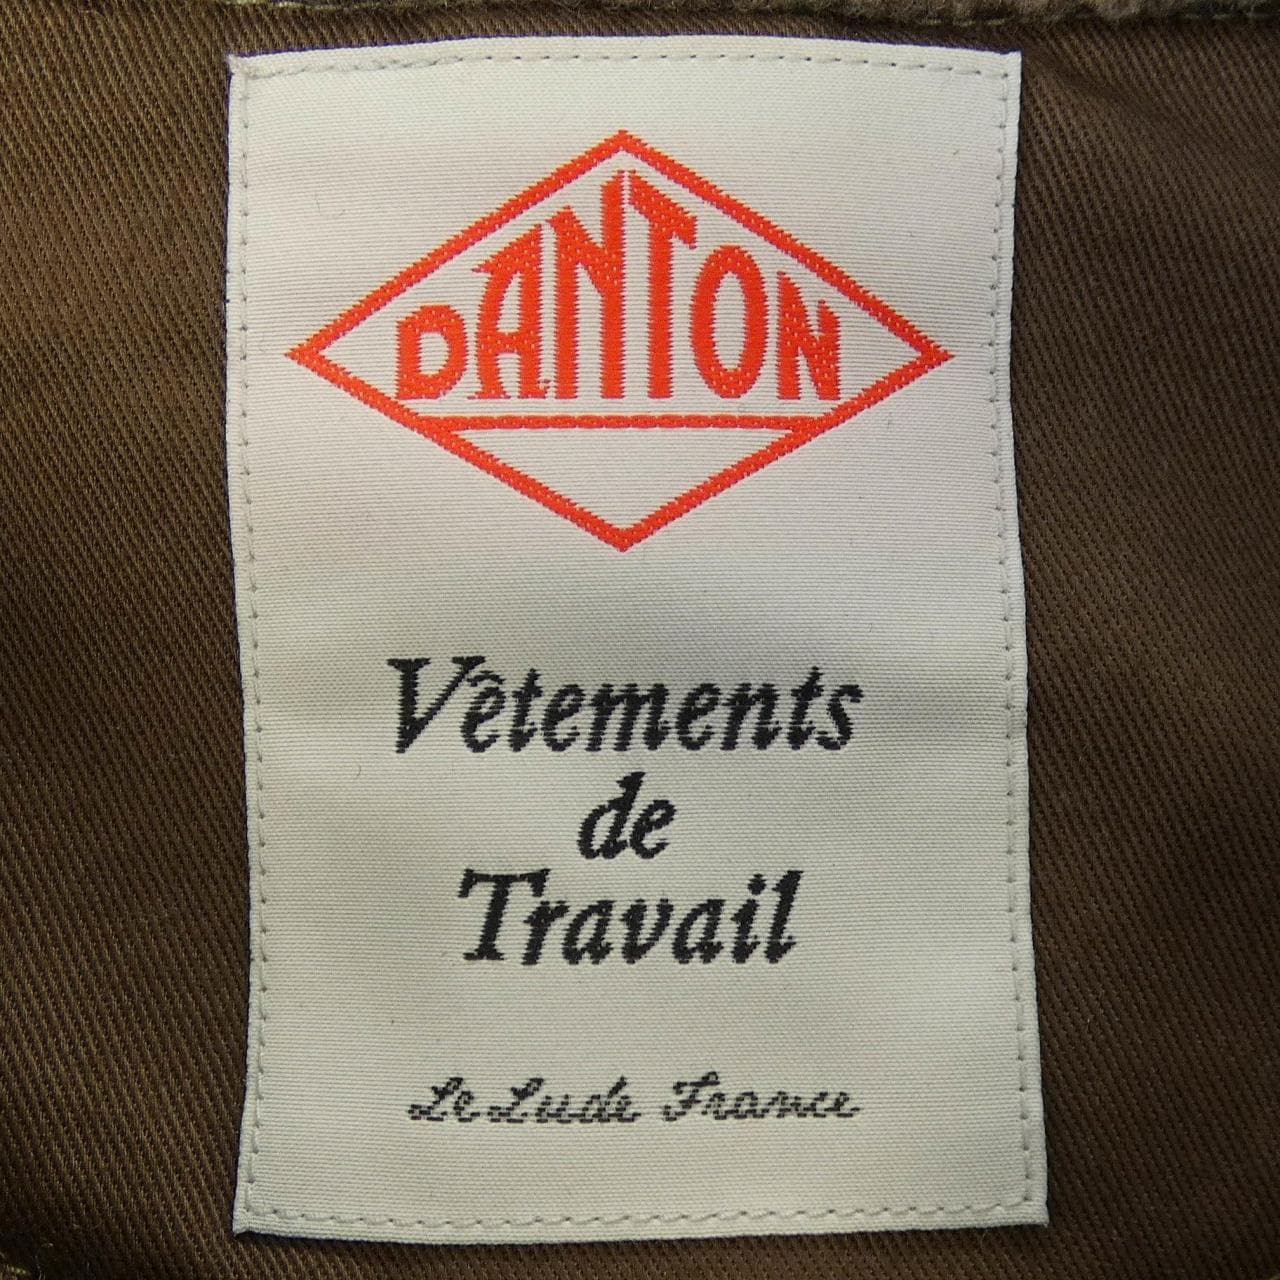 DANTON
Vêtements
de
Travail
Le Lude France